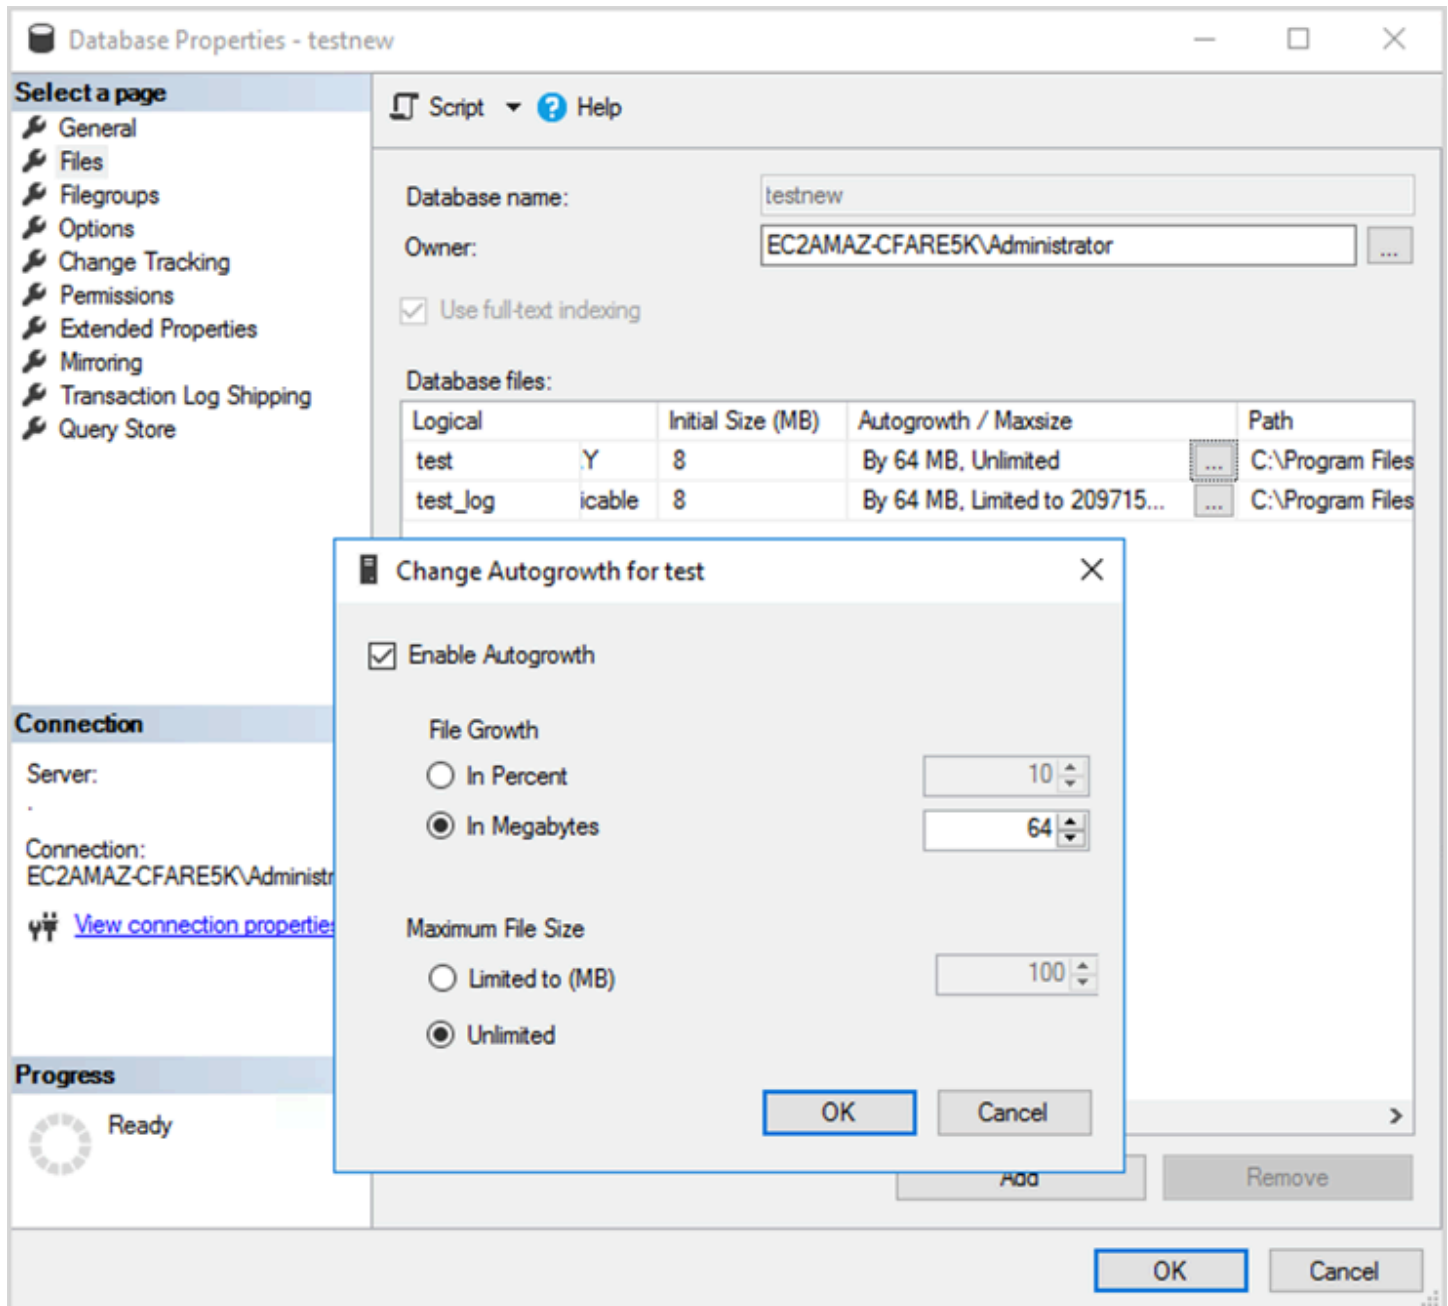 Database Properties - testnew
Select a page
General
Files
Filegroups
Options
Change Tracking
Permissions
Extended Properties
Mirroring
Transaction Log Shipping
Query Store
Connection
Server:
.
Connection:
EC2AMAZ-CFARE5K\Administr
View connection properties
Progress
Ready
Script Help
Database name: testnew
Owner: EC2AMAZ-CFARE5K\Administrator ...
Use full-text indexing
Database files:
Logical Initial Size (MB) Autogrowth / Maxsize Path
test .Y 8 By 64 MB, Unlimited ... C:\Program Files
test_log icable 8 By 64 MB, Limited to 209715... ... C:\Program Files
Change Autogrowth for test
Enable Autogrowth
File Growth
In Percent 10
In Megabytes 64
Maximum File Size
Limited to (MB) 100
Unlimited
OK Cancel
Add Remove
OK Cancel